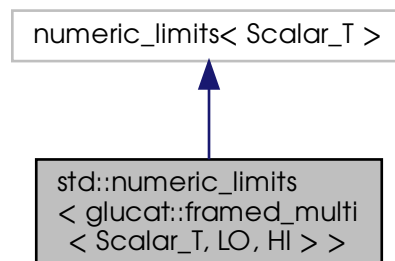 numeric_limits< Scalar_T >
std::numeric_limits
< glucat::framed_multi
< Scalar_T, LO, HI > >